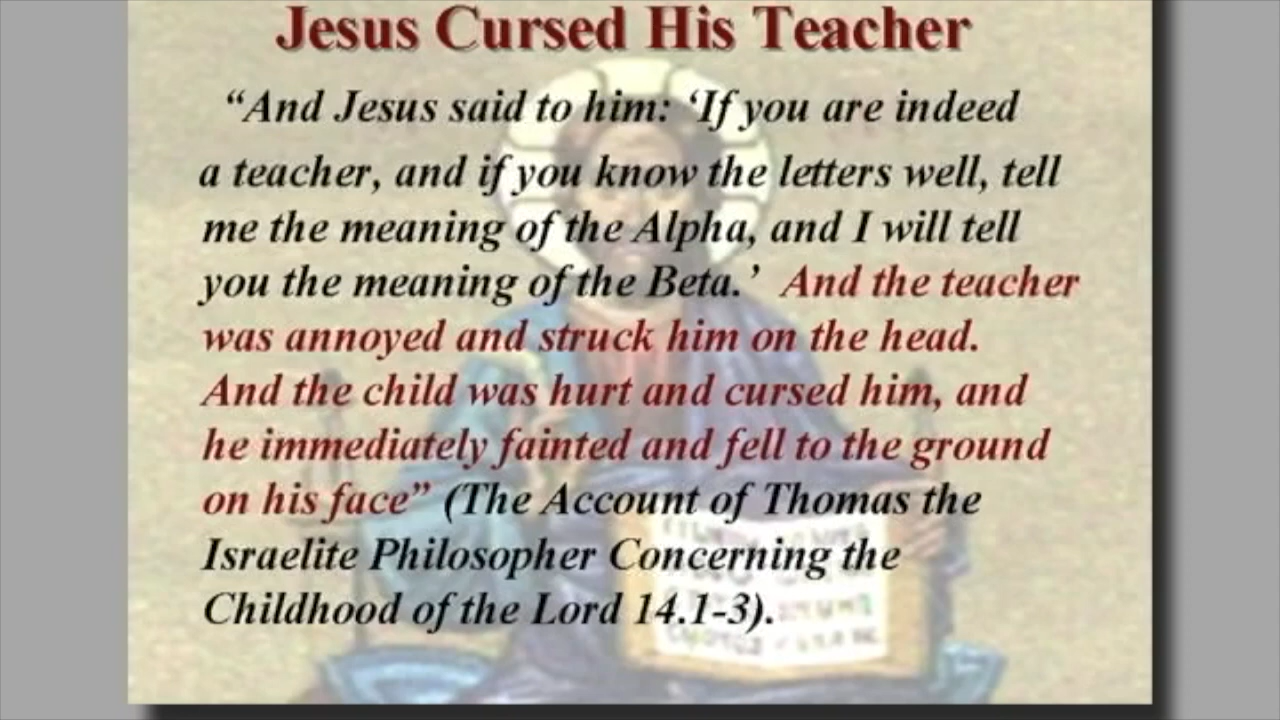 Jesus Cursed His Teacher
“And Jesus said to him: ‘If you are indeed
a teacher, and if you know the letters well, tell
me the meaning of the Alpha, and I will tell
you the meaning of the Beta.’ And the teacher
was annoyed and struck him on the head.
And the child was hurt and cursed him, and
he immediately fainted and fell to the ground
on his face” (The Account of Thomas the
Israelite Philosopher Concerning the
Childhood of the Lord 14.1-3).